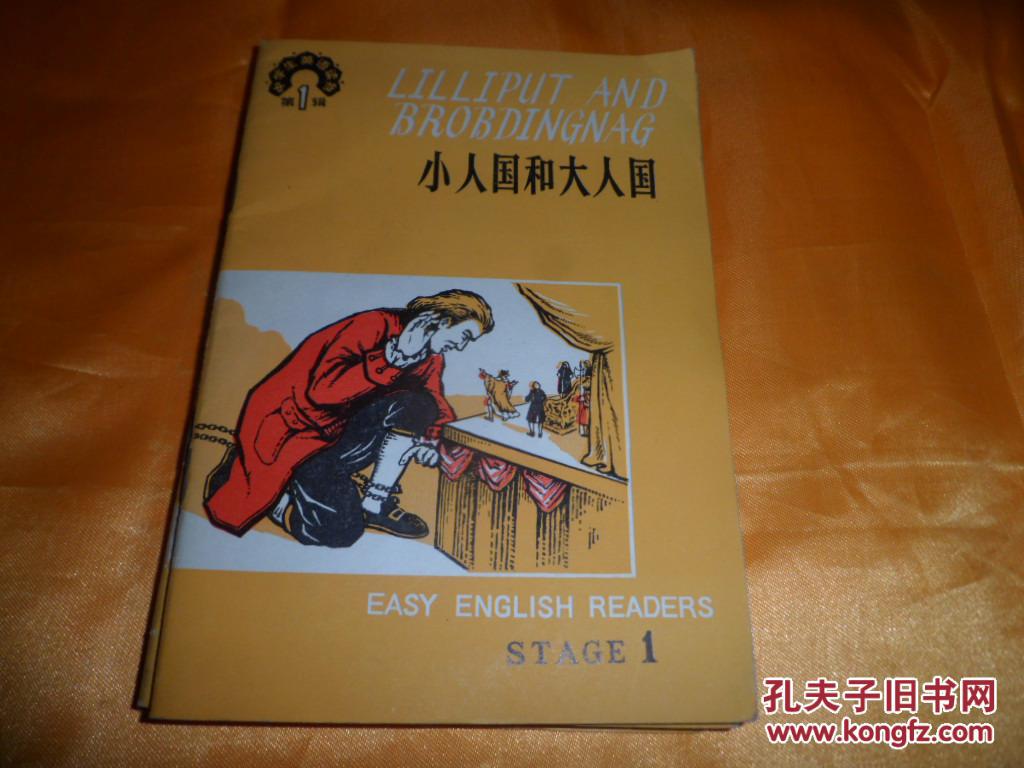 第1辑
LILLIPUT AND
BROBDINGNAG
小人国和大人国
EASY ENGLISH READERS
STAGE 1
孔夫子旧书网
www.kongfz.com